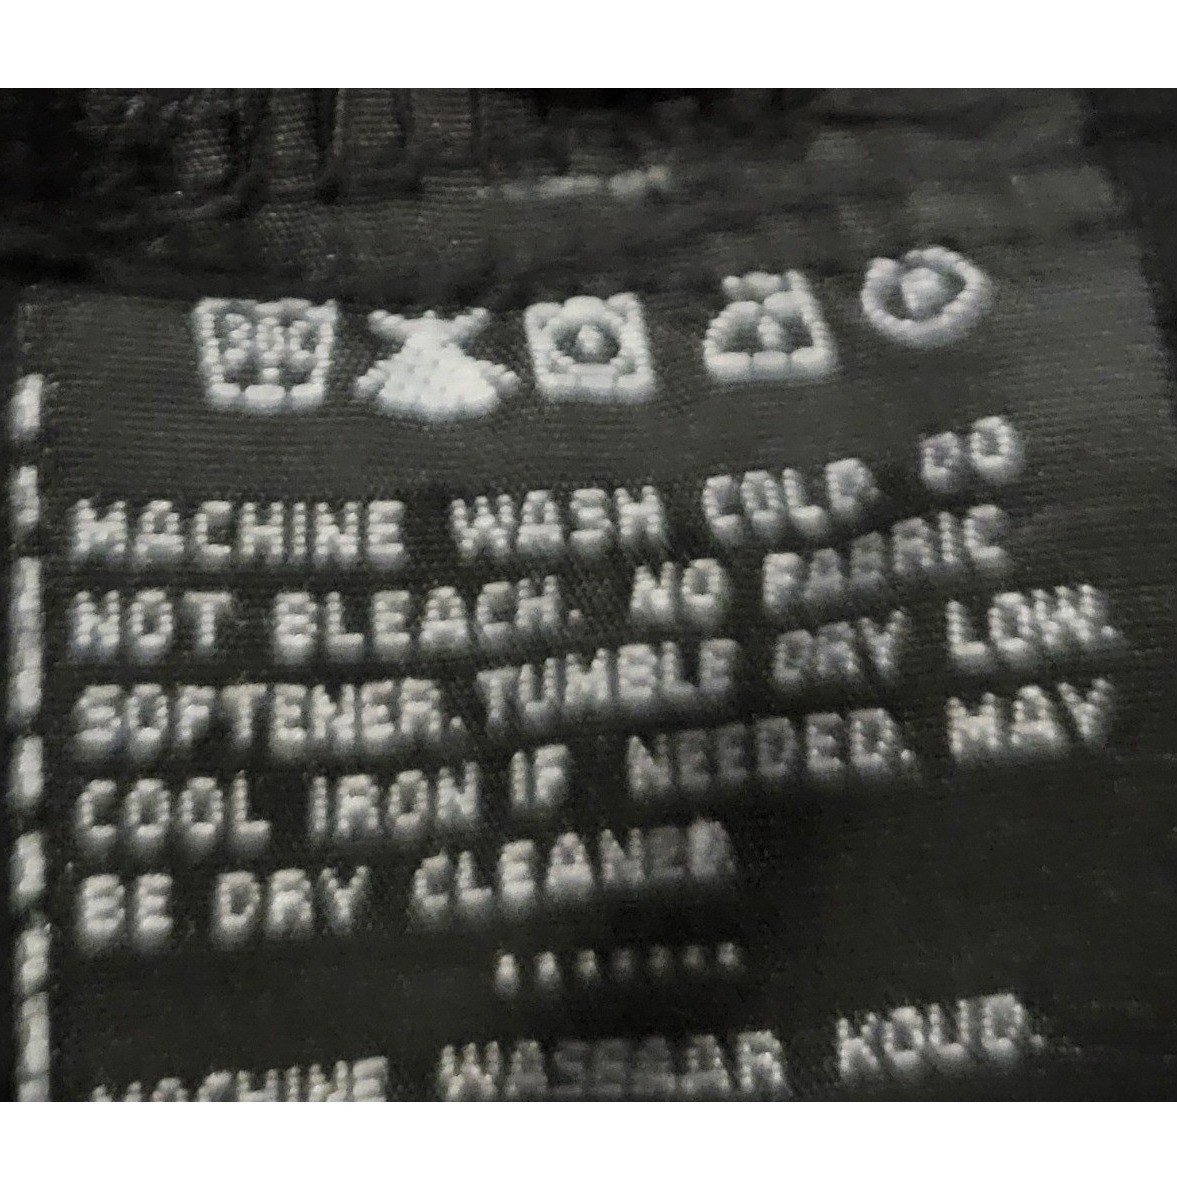 30C
MACHINE WASH COLD. DO
NOT BLEACH. NO FABRIC
SOFTENER. TUMBLE DRY LOW.
COOL IRON IF NEEDED. MAY
BE DRY CLEANED
.......
MACHINE WASBAAR KOUD.